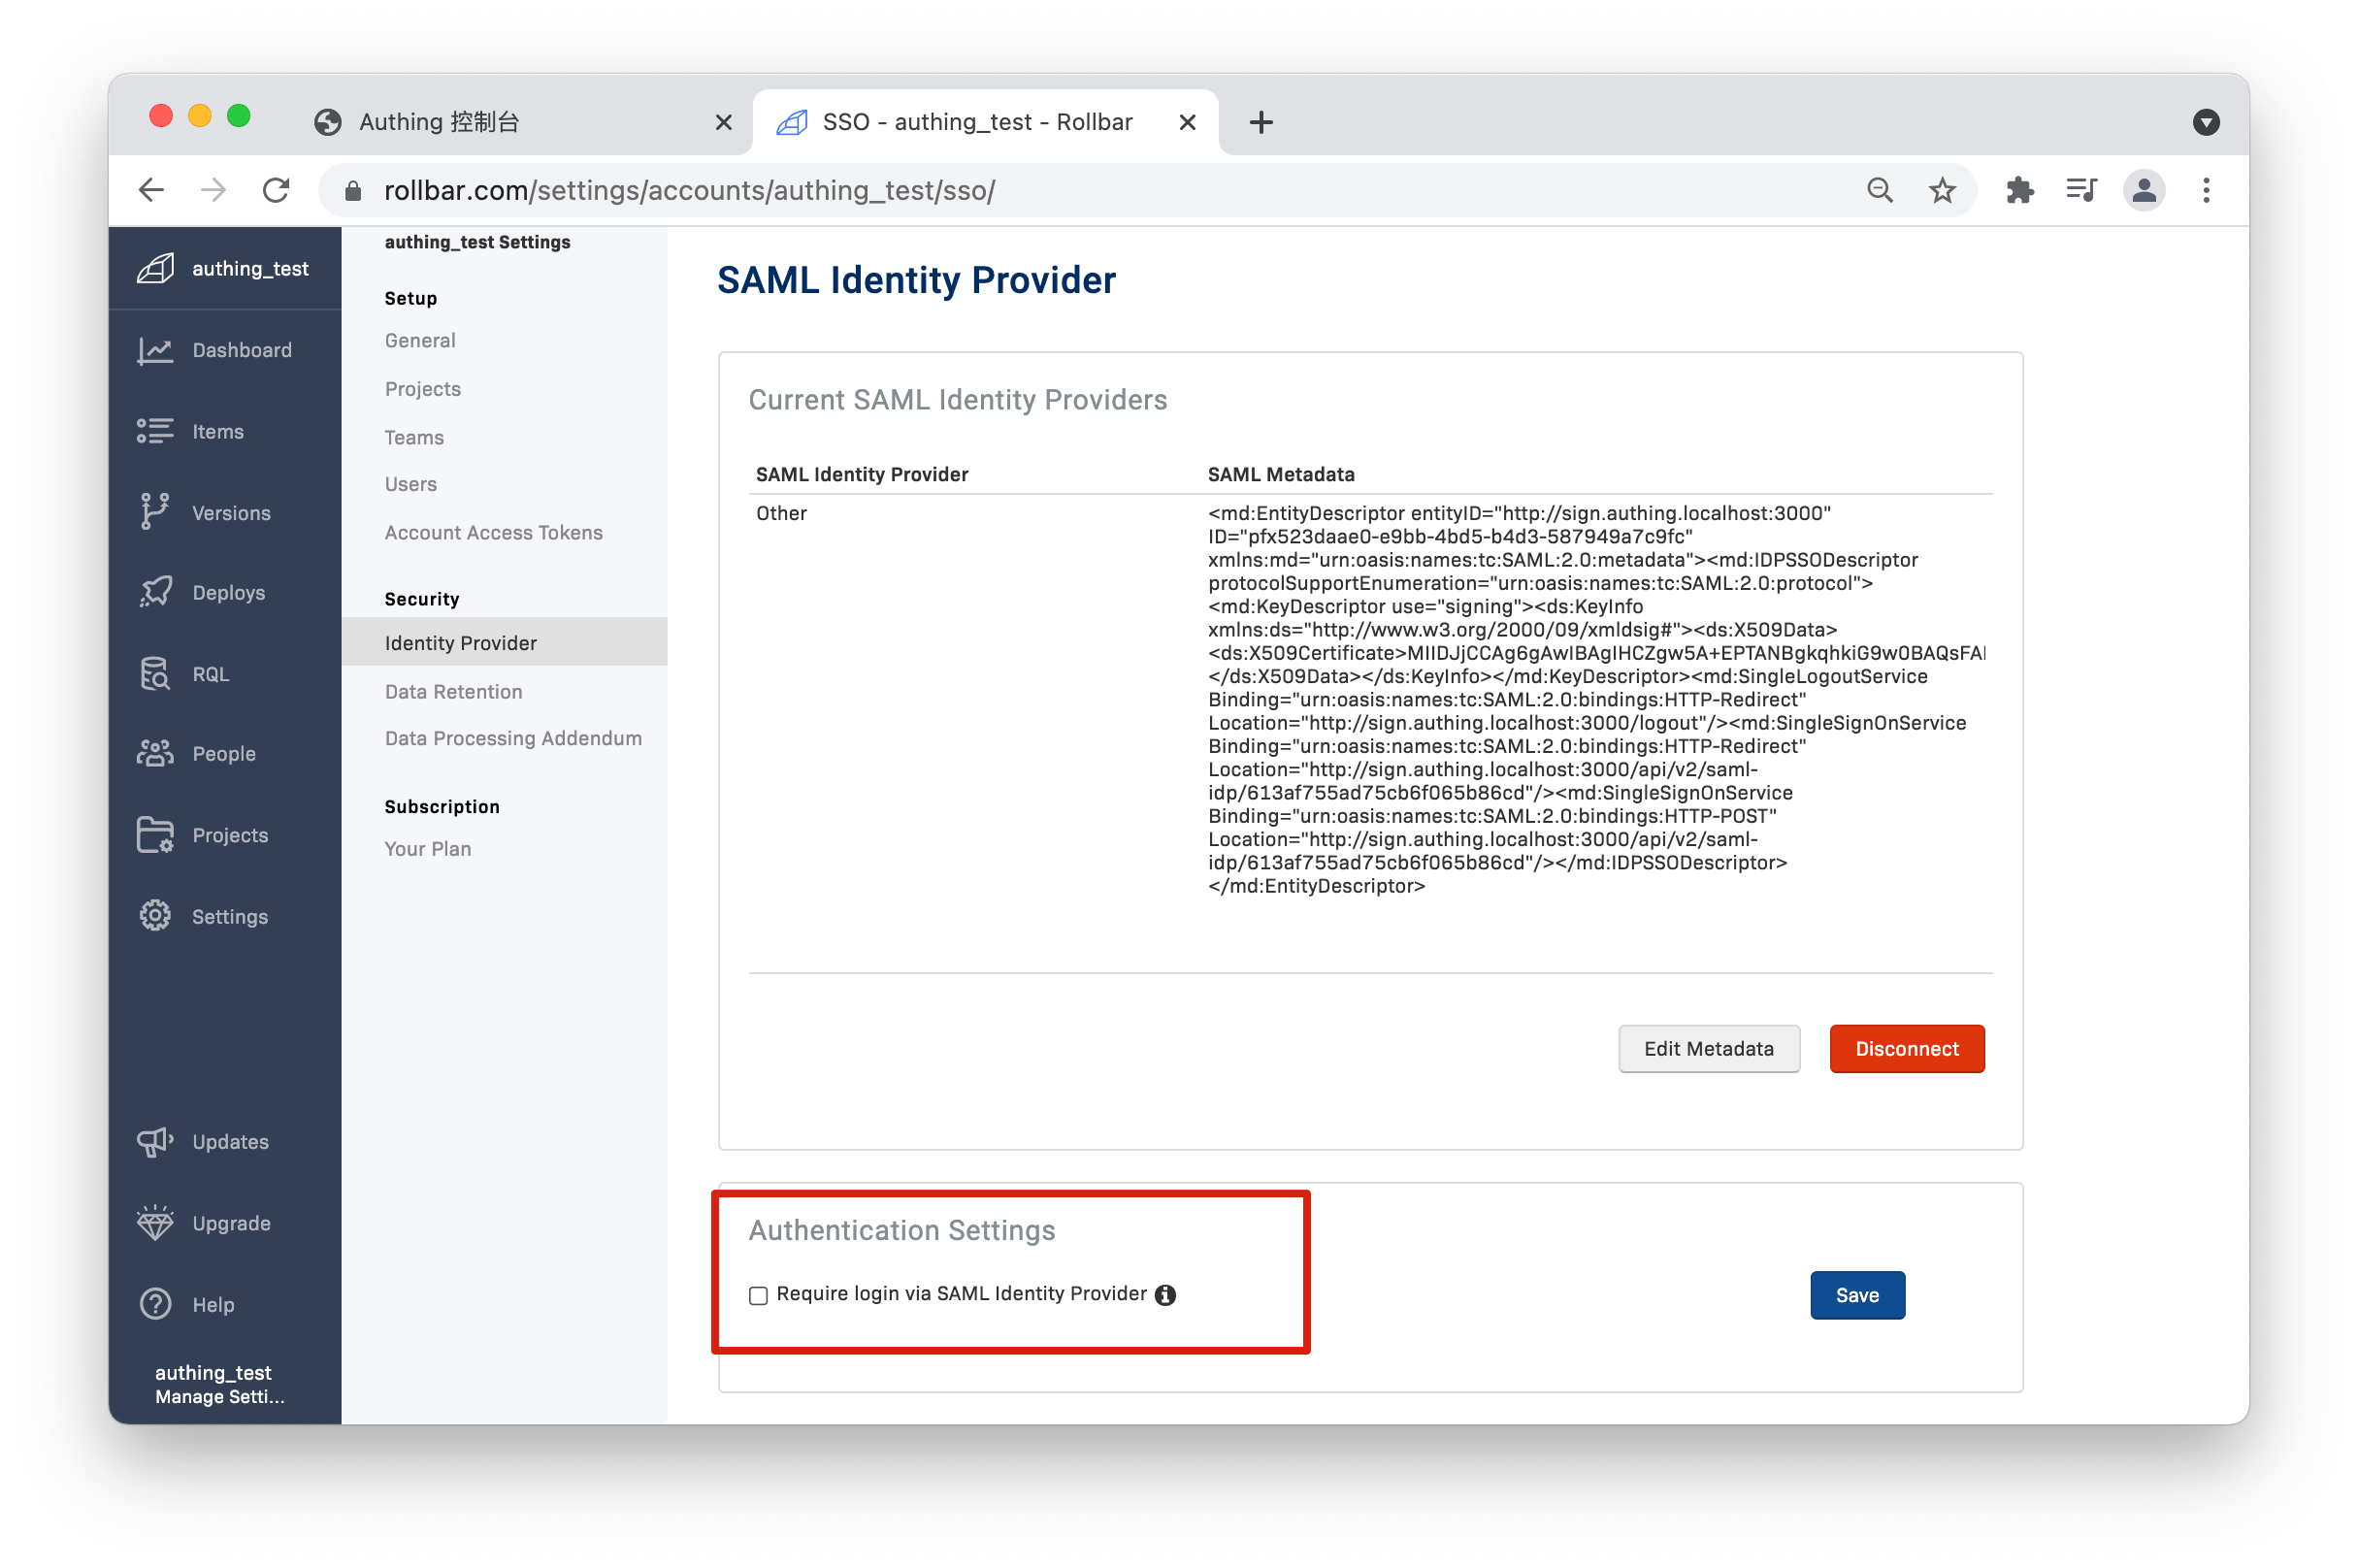 Authing 控制台
SSO - authing_test - Rollbar
rollbar.com/settings/accounts/authing_test/sso/
authing_test
Dashboard
Items
Versions
Deploys
RQL
People
Projects
Settings
Updates
Upgrade
Help
authing_test
Manage Setti...
authing_test Settings
Setup
General
Projects
Teams
Users
Account Access Tokens
Security
Identity Provider
Data Retention
Data Processing Addendum
Subscription
Your Plan
SAML Identity Provider
Current SAML Identity Providers
SAML Identity Provider
SAML Metadata
Other
<md:EntityDescriptor entityID="http://sign.authing.localhost:3000"
ID="pfx523daae0-e9bb-4bd5-b4d3-587949a7c9fc"
xmlns:md="urn:oasis:names:tc:SAML:2.0:metadata"><md:IDPSSODescriptor
protocolSupportEnumeration="urn:oasis:names:tc:SAML:2.0:protocol">
<md:KeyDescriptor use="signing"><ds:KeyInfo
xmlns:ds="http://www.w3.org/2000/09/xmldsig#"><ds:X509Data>
<ds:X509Certificate>MIIDJjCCAg6gAwIBAgIHCZgw5A+EPTANBgkqhkiG9w0BAQsFA
</ds:X509Data></ds:KeyInfo></md:KeyDescriptor><md:SingleLogoutService
Binding="urn:oasis:names:tc:SAML:2.0:bindings:HTTP-Redirect"
Location="http://sign.authing.localhost:3000/logout"/><md:SingleSignOnService
Binding="urn:oasis:names:tc:SAML:2.0:bindings:HTTP-Redirect"
Location="http://sign.authing.localhost:3000/api/v2/saml-
idp/613af755ad75cb6f065b86cd"/><md:SingleSignOnService
Binding="urn:oasis:names:tc:SAML:2.0:bindings:HTTP-POST"
Location="http://sign.authing.localhost:3000/api/v2/saml-
idp/613af755ad75cb6f065b86cd"/></md:IDPSSODescriptor>
</md:EntityDescriptor>
Edit Metadata
Disconnect
Authentication Settings
Require login via SAML Identity Provider
Save